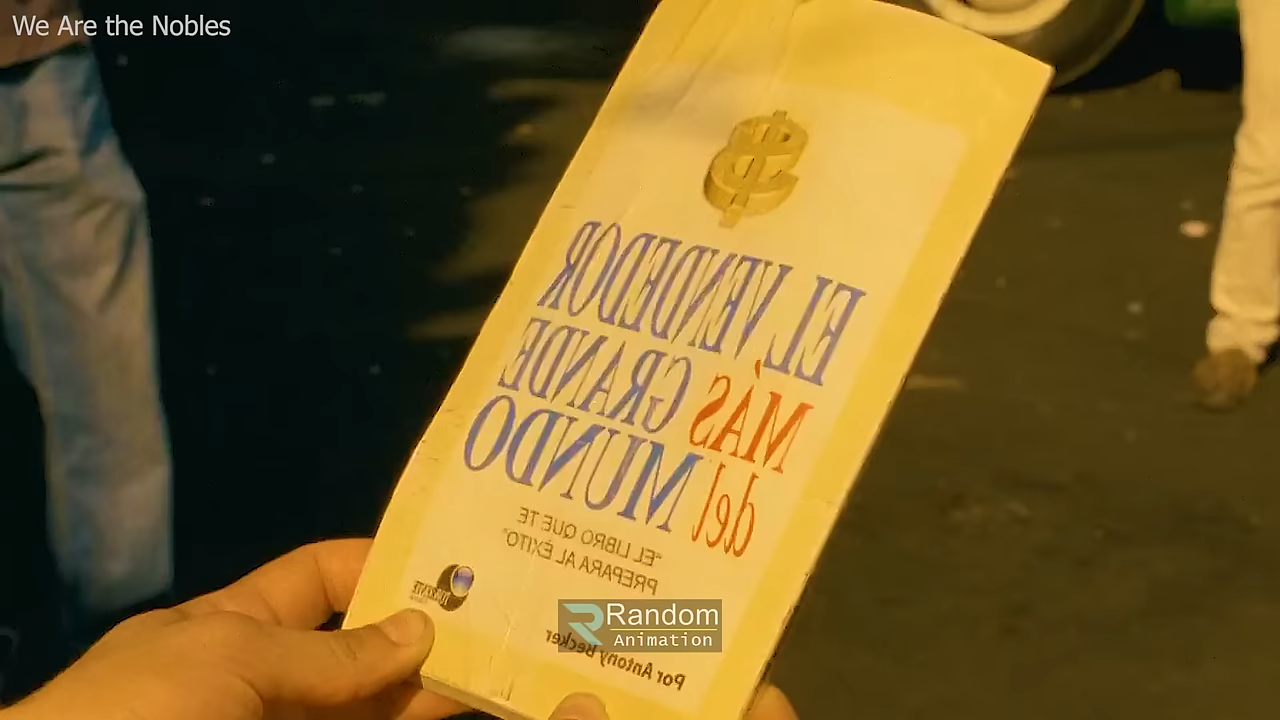 We Are the Nobles
$
EL VENDEDOR
MÁS GRANDE
del MUNDO
"EL LIBRO QUE TE
PREPARA AL ÉXITO"
Random
Animation
Por Antony Becker